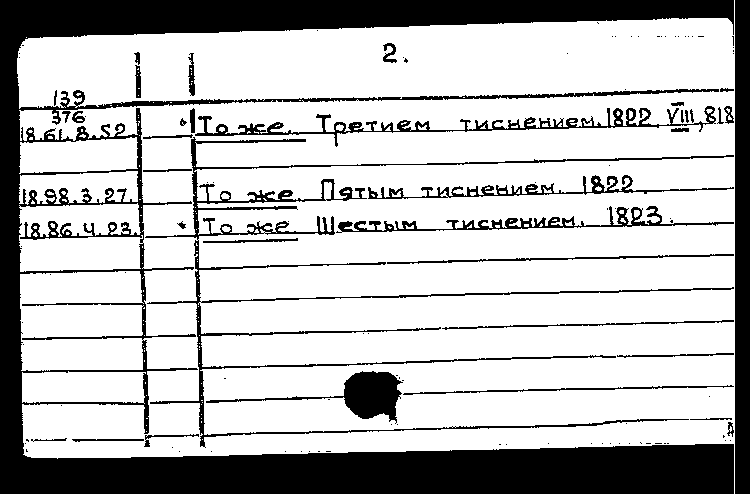 2.
139
376
18.61.8.52. То же. Третием тиснением. 1822 VIII, 818
18.98.3.27. То же. Пятым тиснением. 1822.
18.86.4.23. * То же. Шестым тиснением. 1823.